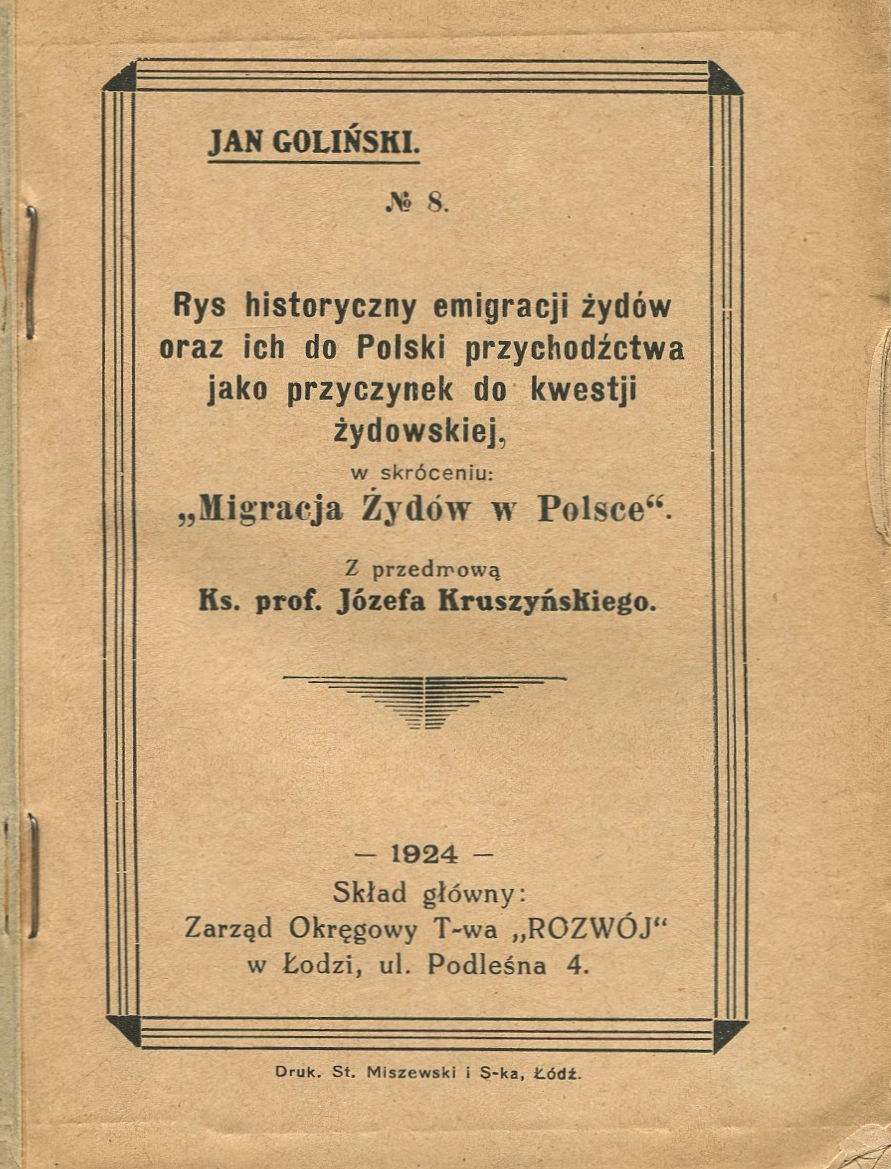 JAN GOLIŃSKI.
№ 8.
Rys historyczny emigracji żydów
oraz ich do Polski przychodźctwa
jako przyczynek do kwestji
żydowskiej,
w skróceniu:
„Migracja Żydów w Polsce“.
Z przedmową
Ks. prof. Józefa Kruszyńskiego.
— 1924 —
Skład główny:
Zarząd Okręgowy T-wa „ROZWÓJ“
w Łodzi, ul. Podleśna 4.
Druk. St. Miszewski i S-ka, Łódź.